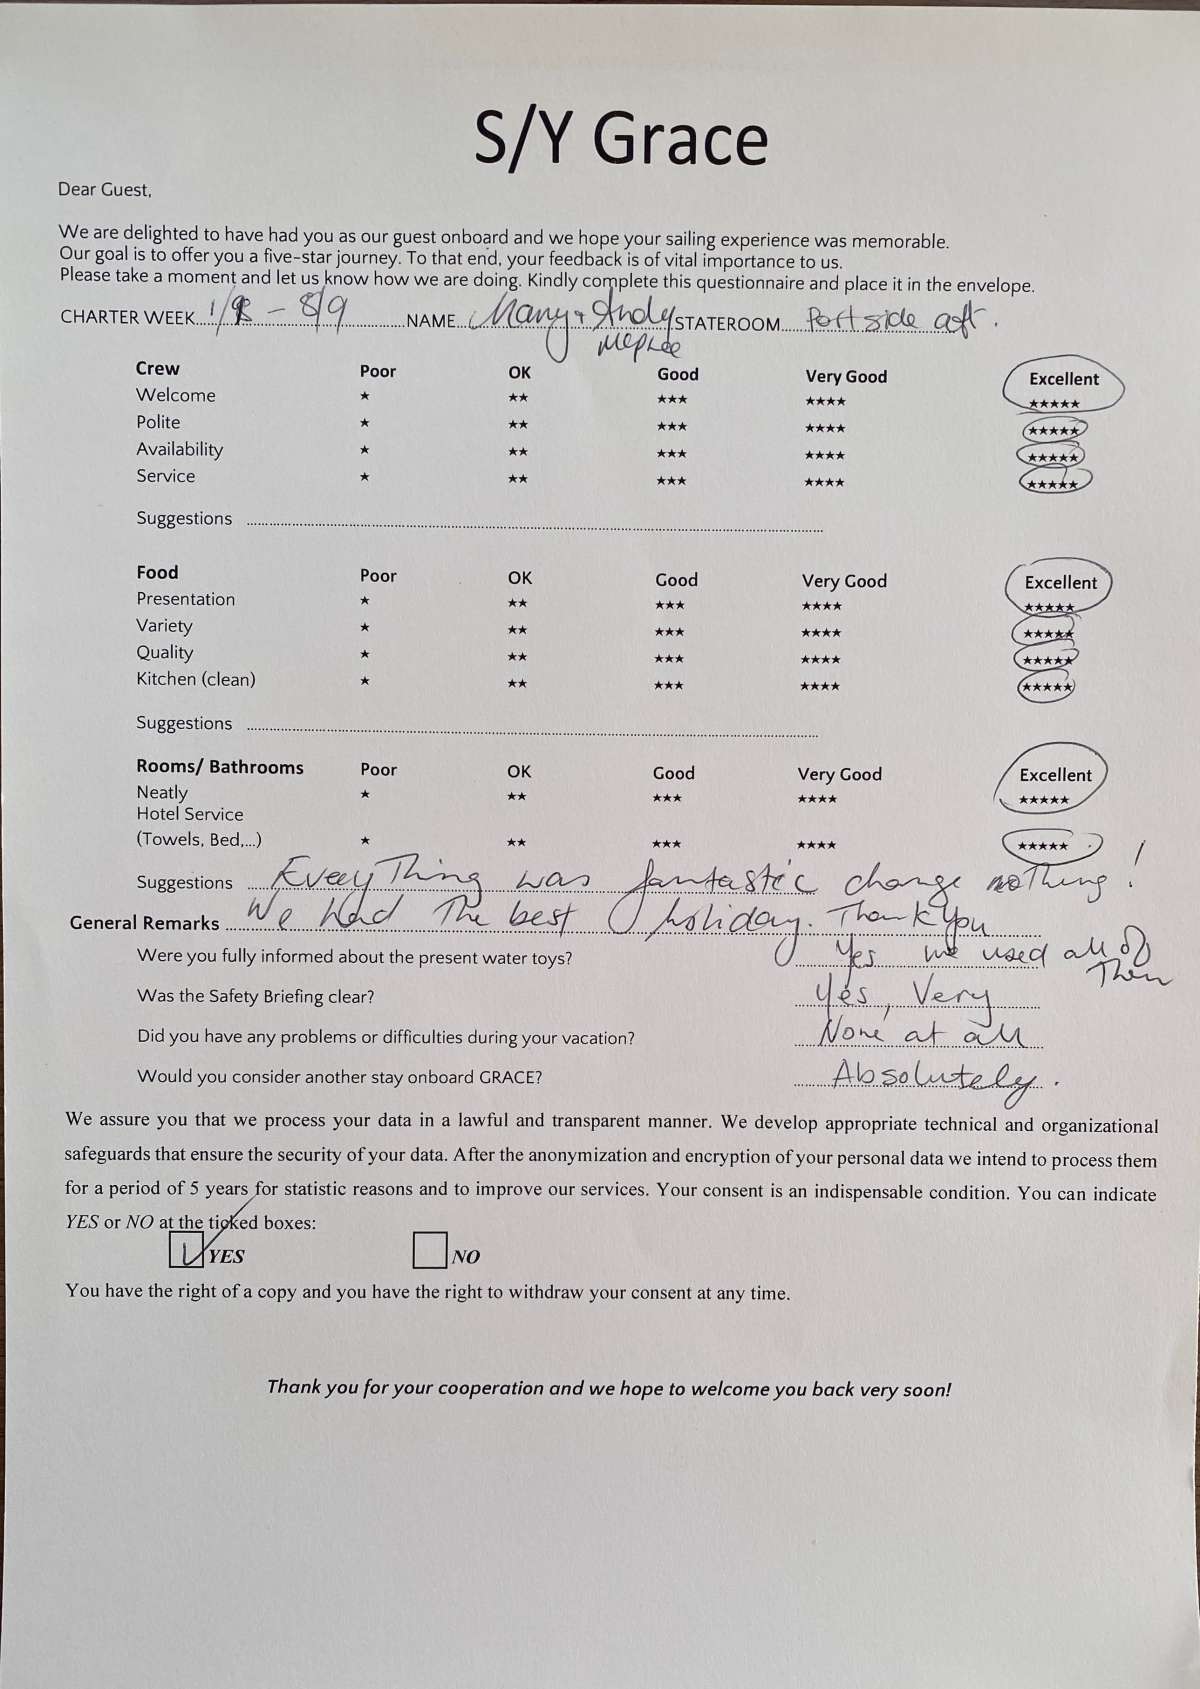 S/Y Grace
Dear Guest,
We are delighted to have had you as our guest onboard and we hope your sailing experience was memorable.
Our goal is to offer you a five-star journey. To that end, your feedback is of vital importance to us.
Please take a moment and let us know how we are doing. Kindly complete this questionnaire and place it in the envelope.
CHARTER WEEK 1/9 - 8/9 NAME Mary + Andy STATEROOM Port side aft.
McPhee
Crew Poor OK Good Very Good Excellent
Welcome ★ ★★ ★★★ ★★★★ ★★★★★
Polite ★ ★★ ★★★ ★★★★ ★★★★★
Availability ★ ★★ ★★★ ★★★★ ★★★★★
Service ★ ★★ ★★★ ★★★★ ★★★★★
Suggestions
Food Poor OK Good Very Good Excellent
Presentation ★ ★★ ★★★ ★★★★ ★★★★★
Variety ★ ★★ ★★★ ★★★★ ★★★★★
Quality ★ ★★ ★★★ ★★★★ ★★★★★
Kitchen (clean) ★ ★★ ★★★ ★★★★ ★★★★★
Suggestions
Rooms/ Bathrooms Poor OK Good Very Good Excellent
Neatly ★ ★★ ★★★ ★★★★ ★★★★★
Hotel Service
(Towels, Bed,...) ★ ★★ ★★★ ★★★★ ★★★★★
Suggestions Everything was fantastic change nothing!
General Remarks We had the best holiday. Thank you
Were you fully informed about the present water toys? Yes we used all of
Them
Was the Safety Briefing clear? Yes, Very
Did you have any problems or difficulties during your vacation? None at all
Would you consider another stay onboard GRACE? Absolutely.
We assure you that we process your data in a lawful and transparent manner. We develop appropriate technical and organizational
safeguards that ensure the security of your data. After the anonymization and encryption of your personal data we intend to process them
for a period of 5 years for statistic reasons and to improve our services. Your consent is an indispensable condition. You can indicate
YES or NO at the ticked boxes:
YES NO
You have the right of a copy and you have the right to withdraw your consent at any time.
Thank you for your cooperation and we hope to welcome you back very soon!